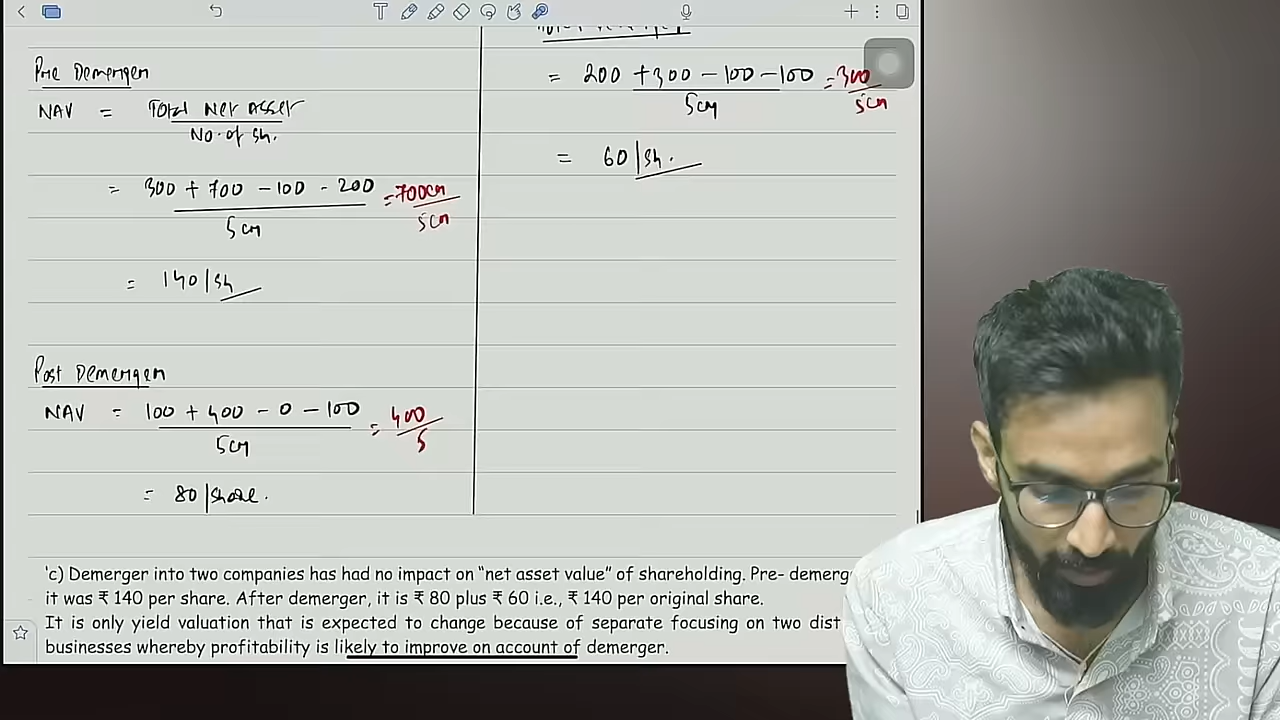 Pre Demerger
NAV = Total Net Asset
No. of Sh.
= 300 + 700 - 100 - 200 = 700cr
5cr 5cr
= 140/sh
Post Demerger
NAV = 100 + 400 - 0 - 100 = 400
5cr 5
= 80/share.
= 200 + 300 - 100 - 100 = 300
5cr 5cr
= 60/sh.
'c) Demerger into two companies has had no impact on “net asset value” of shareholding. Pre- demerg
it was ₹ 140 per share. After demerger, it is ₹ 80 plus ₹ 60 i.e., ₹ 140 per original share.
It is only yield valuation that is expected to change because of separate focusing on two dist
businesses whereby profitability is likely to improve on account of demerger.